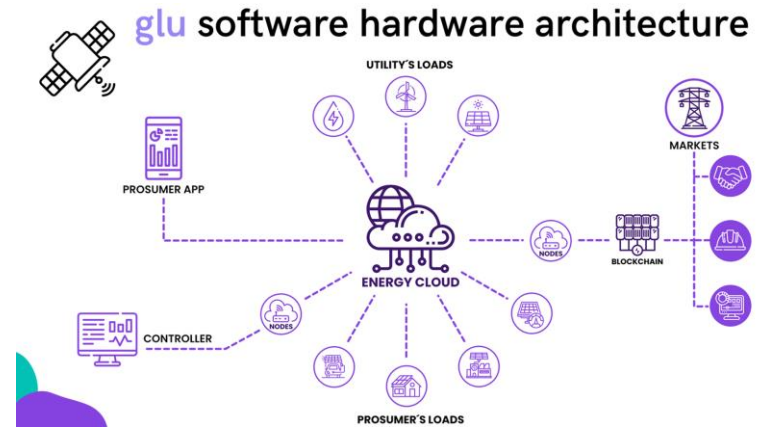 glu software hardware architecture
UTILITY´S LOADS
MARKETS
PROSUMER APP
NODES
BLOCKCHAIN
ENERGY CLOUD
NODES
CONTROLLER
PROSUMER´S LOADS